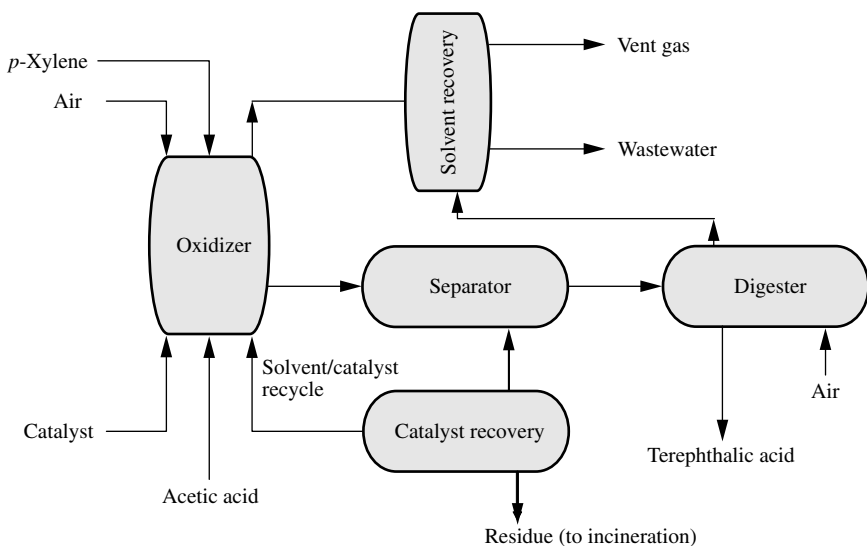 p-Xylene
Air
Solvent recovery
Vent gas
Wastewater
Oxidizer
Separator
Digester
Solvent/catalyst
recycle
Catalyst
Catalyst recovery
Air
Acetic acid
Terephthalic acid
Residue (to incineration)